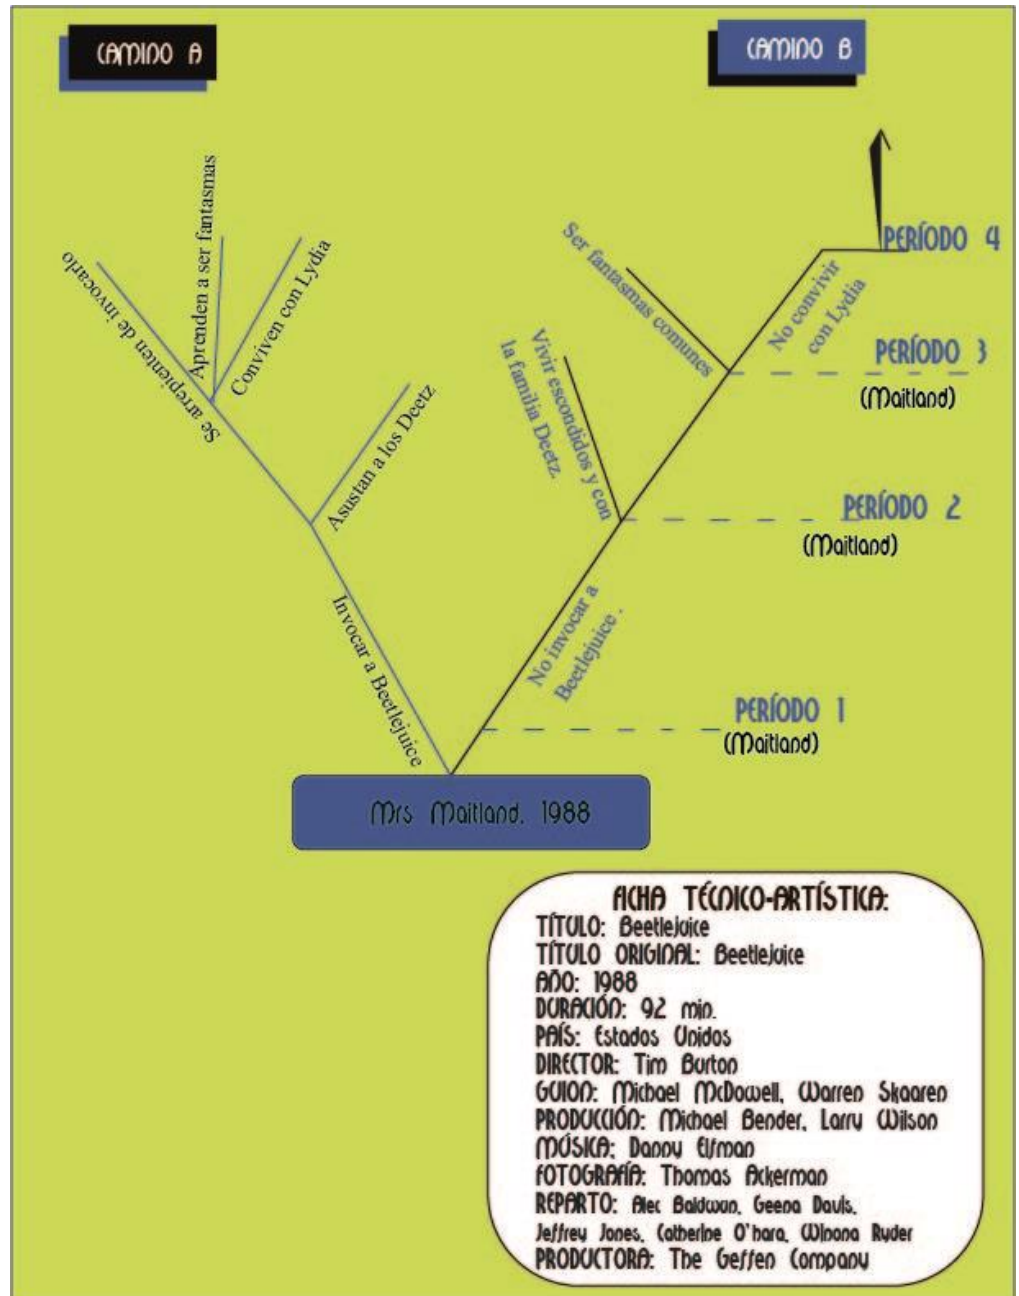 CAMINO A
CAMINO B
Se arrepienten de invocarlo
Aprenden a ser fantasmas
Conviven con Lydia
Asustan a los Deetz
Invocar a Beetlejuice
Ser fantasmas comunes
Vivir escondidos y con
la familia Deetz.
No convivir
con Lydia
No invocar a
Beetlejuice .
PERÍODO 4
PERÍODO 3
(Maitland)
PERÍODO 2
(Maitland)
PERÍODO 1
(Maitland)
Mrs Maitland, 1988
FICHA TÉCNICO-ARTÍSTICA:
TÍTULO: Beetlejuice
TÍTULO ORIGINAL: Beetlejuice
AÑO: 1988
DURACIÓN: 92 min.
PAÍS: Estados Unidos
DIRECTOR: Tim Burton
GUION: Michael McDowell, Warren Skaaren
PRODUCCIÓN: Michael Bender, Larry Wilson
MÚSICA: Danny Elfman
FOTOGRAFÍA: Thomas Ackerman
REPARTO: Alec Baldwun, Geena Davis,
Jeffrey Jones, Catherine O'hara, Winona Ryder
PRODUCTORA: The Geffen Company